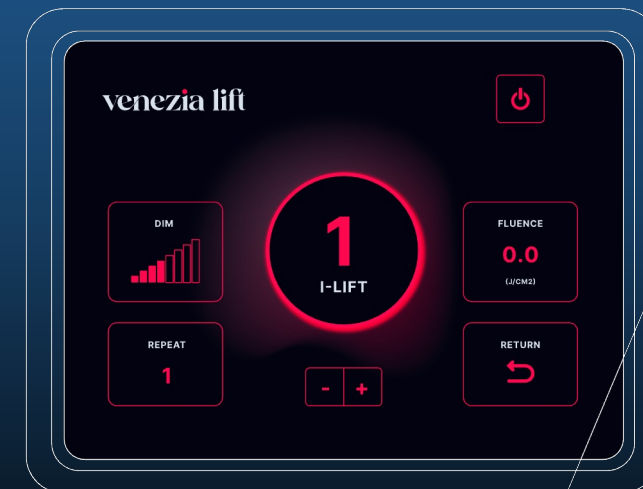 venezia lift
DIM
1
I-LIFT
FLUENCE
0.0
(J/CM2)
REPEAT
1
- +
RETURN